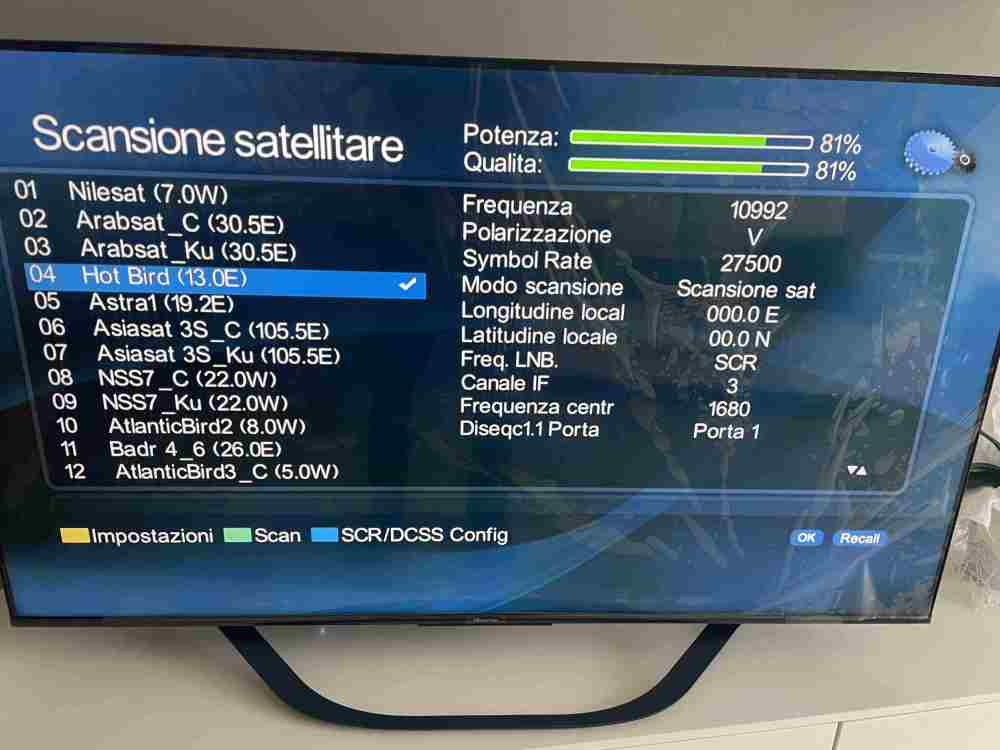 Scansione satellitare
Potenza: 81%
Qualita: 81%
01 Nilesat (7.0W)
02 Arabsat_C (30.5E)
03 Arabsat_Ku (30.5E)
04 Hot Bird (13.0E)
05 Astra1 (19.2E)
06 Asiasat 3S_C (105.5E)
07 Asiasat 3S_Ku (105.5E)
08 NSS7_C (22.0W)
09 NSS7_Ku (22.0W)
10 AtlanticBird2 (8.0W)
11 Badr 4_6 (26.0E)
12 AtlanticBird3_C (5.0W)
Frequenza 10992
Polarizzazione V
Symbol Rate 27500
Modo scansione Scansione sat
Longitudine local 000.0 E
Latitudine locale 00.0 N
Freq. LNB. SCR
Canale IF 3
Frequenza centr 1680
Diseqc1.1 Porta Porta 1
Impostazioni Scan SCR/DCSS Config OK Recall